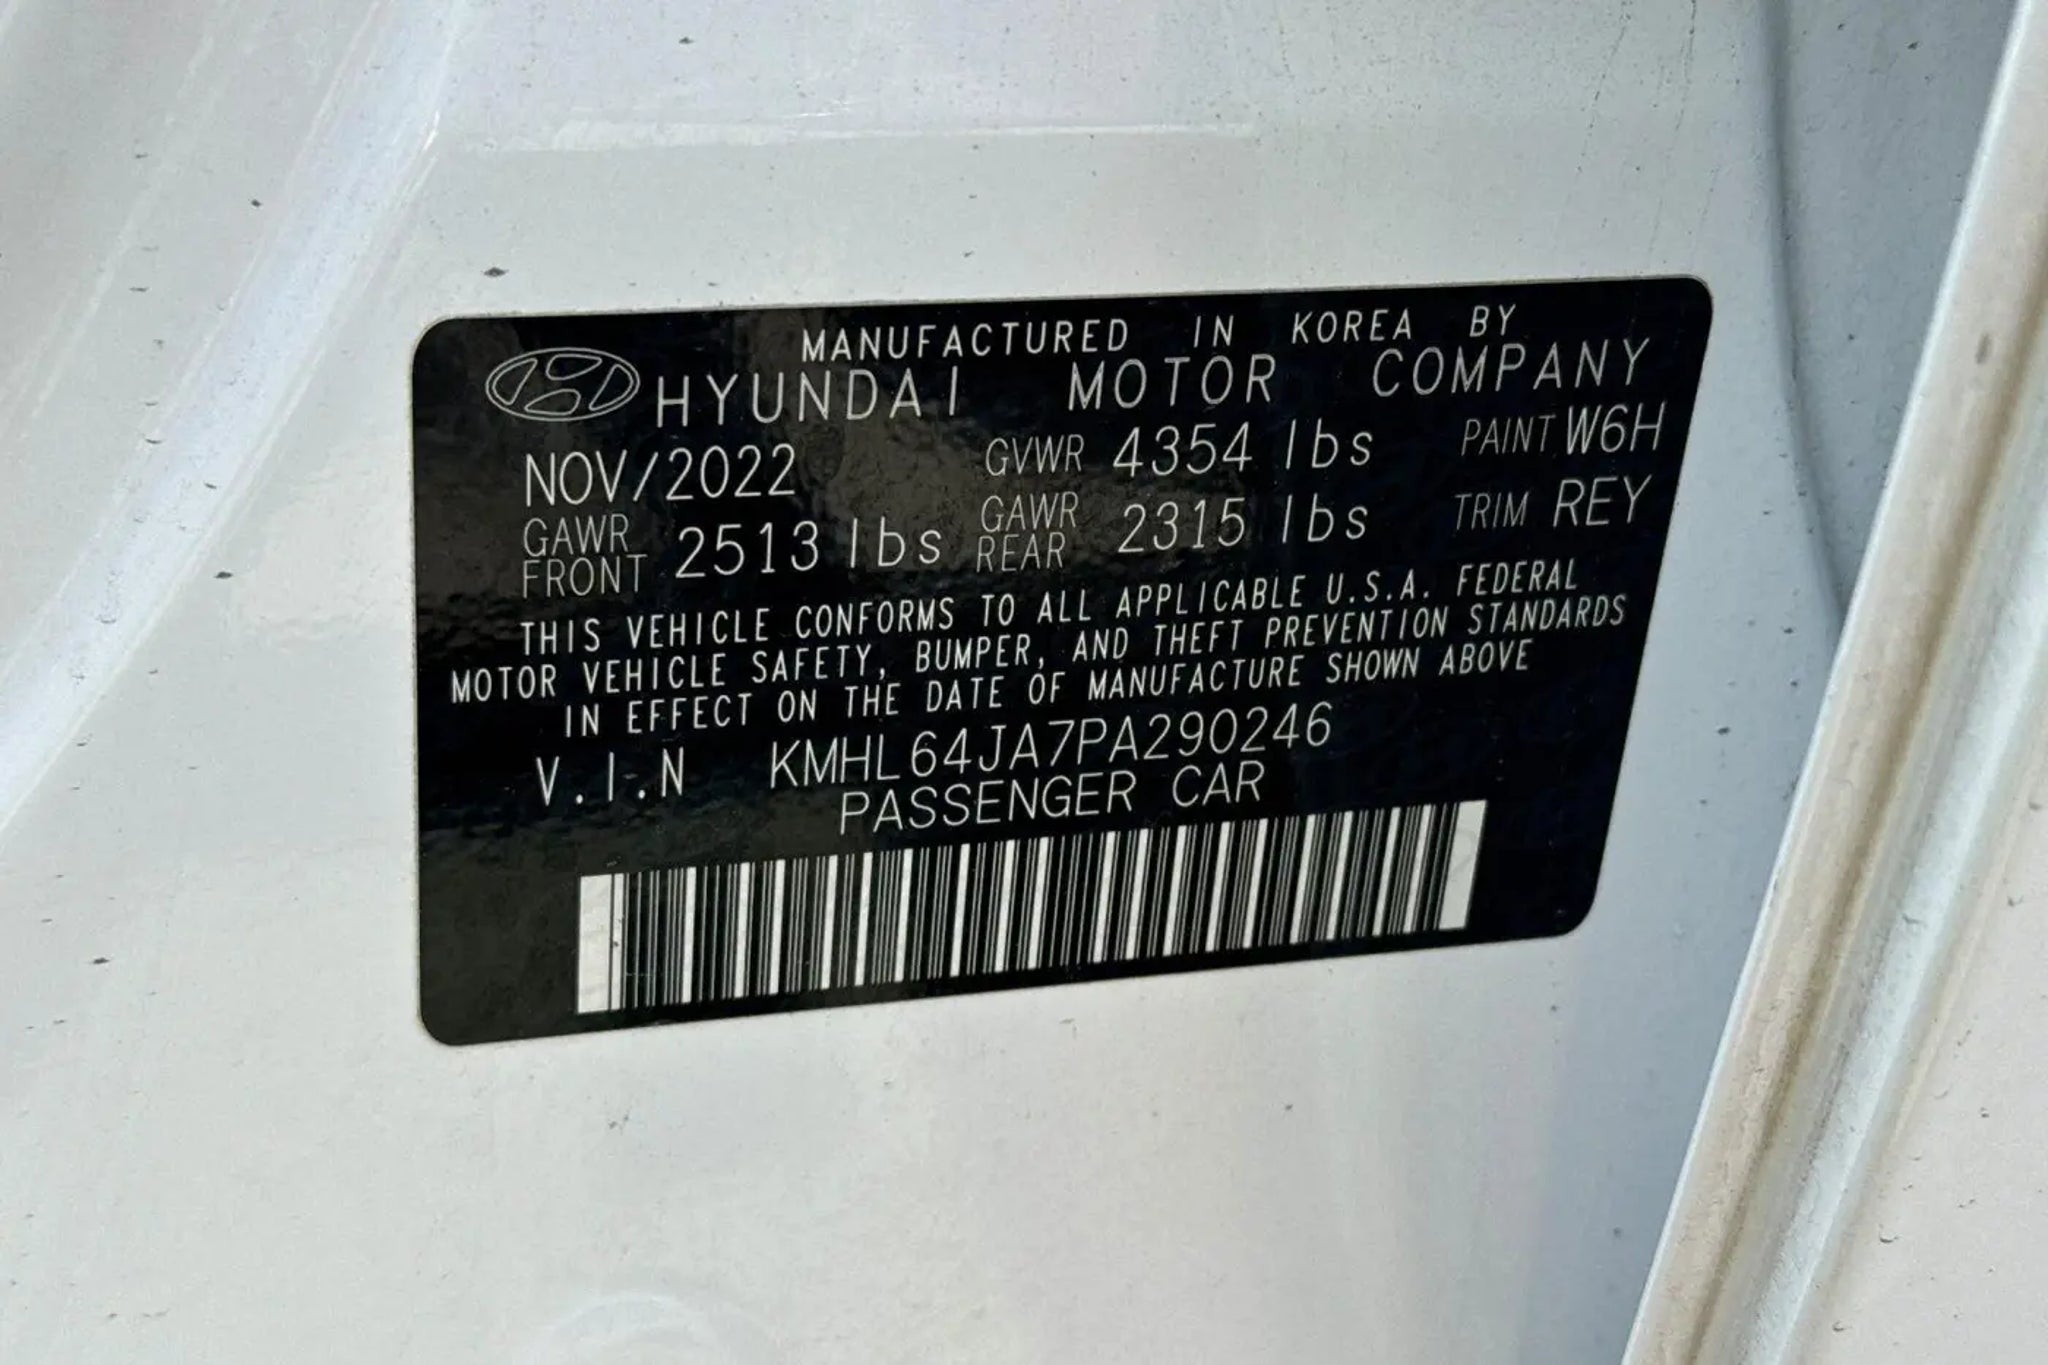 MANUFACTURED IN KOREA BY
HYUNDAI MOTOR COMPANY
NOV/2022 GVWR 4354 lbs PAINT W6H
GAWR FRONT 2513 lbs GAWR REAR 2315 lbs TRIM REY
THIS VEHICLE CONFORMS TO ALL APPLICABLE U.S.A. FEDERAL
MOTOR VEHICLE SAFETY, BUMPER, AND THEFT PREVENTION STANDARDS
IN EFFECT ON THE DATE OF MANUFACTURE SHOWN ABOVE
V.I.N KMHL64JA7PA290246
PASSENGER CAR